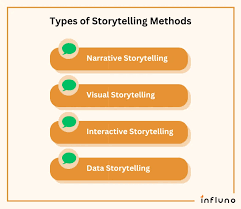 Types of Storytelling Methods
Narrative Storytelling
Visual Storytelling
Interactive Storytelling
Data Storytelling
influno